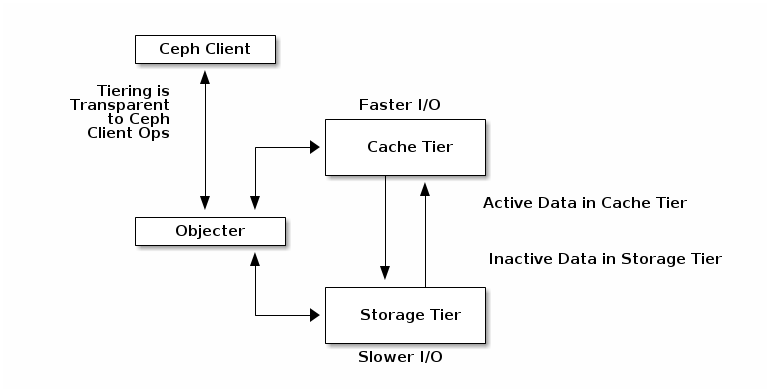 Ceph Client
Tiering is
Transparent
to Ceph
Client Ops
Faster I/O
Cache Tier
Active Data in Cache Tier
Objecter
Inactive Data in Storage Tier
Storage Tier
Slower I/O